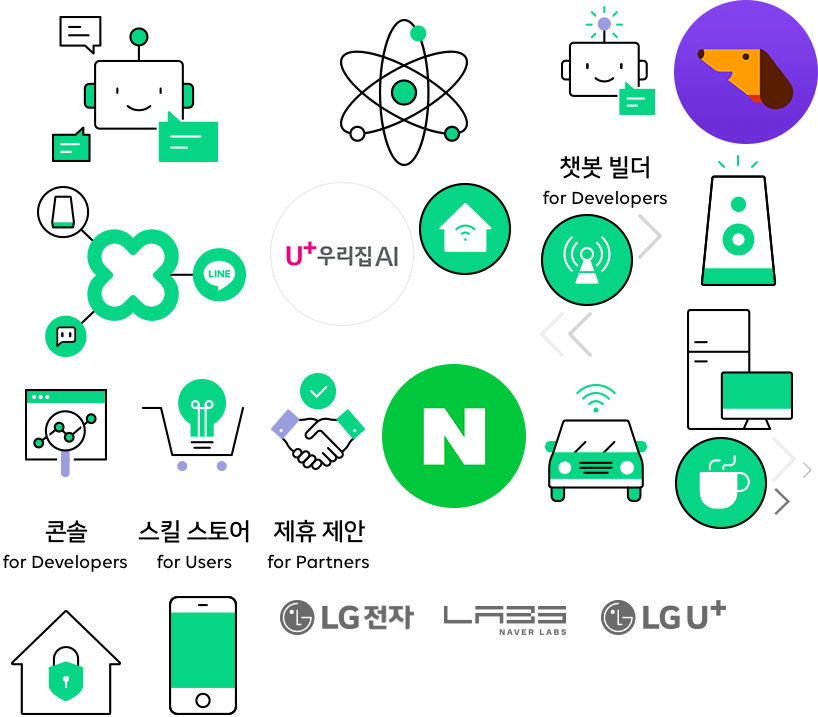 챗봇 빌더
for Developers
LINE
U+우리집AI
N
콘솔
for Developers
스킬 스토어
for Users
제휴 제안
for Partners
LG전자
LABS
NAVER LABS
LG U+